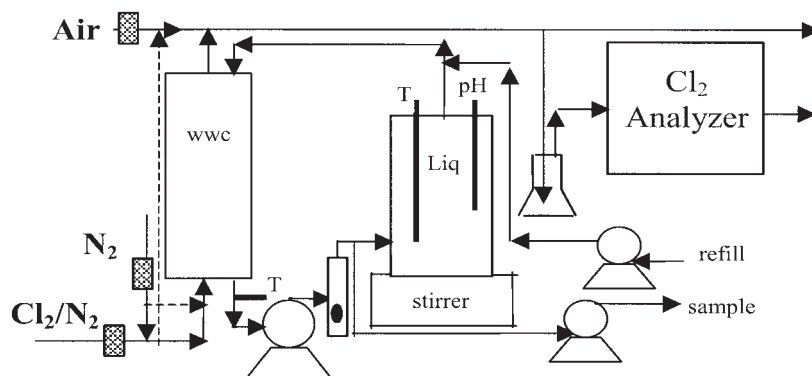 Air
Cl₂
Analyzer
T
pH
wwc
Liq
N₂
T
refill
stirrer
sample
Cl₂/N₂